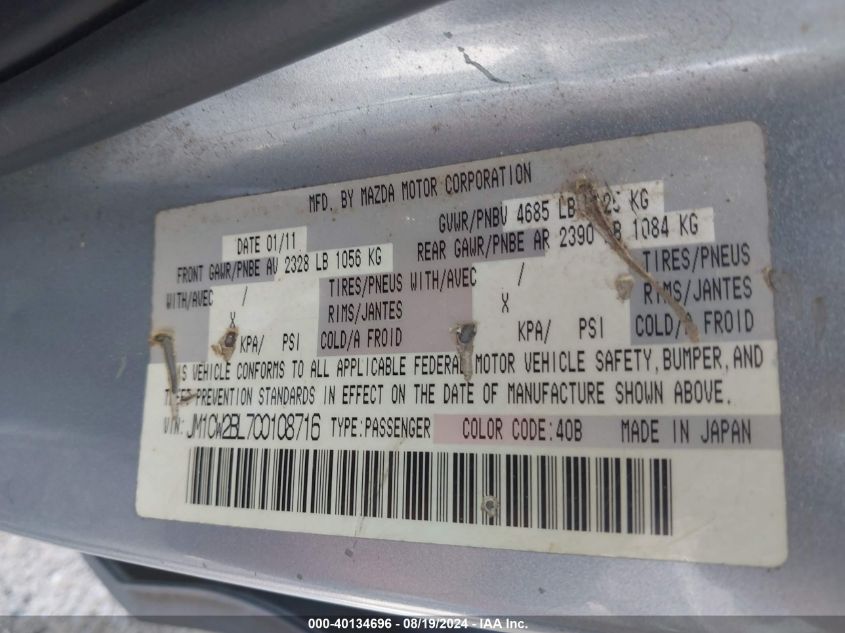 MFD. BY MAZDA MOTOR CORPORATION
DATE 01/11 GVWR/PNBV 4685 LB KG
FRONT GAWR/PNBE AV 2328 LB 1056 KG REAR GAWR/PNBE AR 2390 LB 1084 KG
WITH/AVEC / TIRES/PNEUS WITH/AVEC / TIRES/PNEUS
X RIMS/JANTES X RIMS/JANTES
KPA/ PSI COLD/A FROID KPA/ PSI COLD/A FROID
THIS VEHICLE CONFORMS TO ALL APPLICABLE FEDERAL MOTOR VEHICLE SAFETY, BUMPER, AND
THEFT PREVENTION STANDARDS IN EFFECT ON THE DATE OF MANUFACTURE SHOWN ABOVE.
VIN: JM1CW2BL7C0108716 TYPE:PASSENGER COLOR CODE:40B MADE IN JAPAN
000-40134696 - 08/19/2024 - IAA Inc.